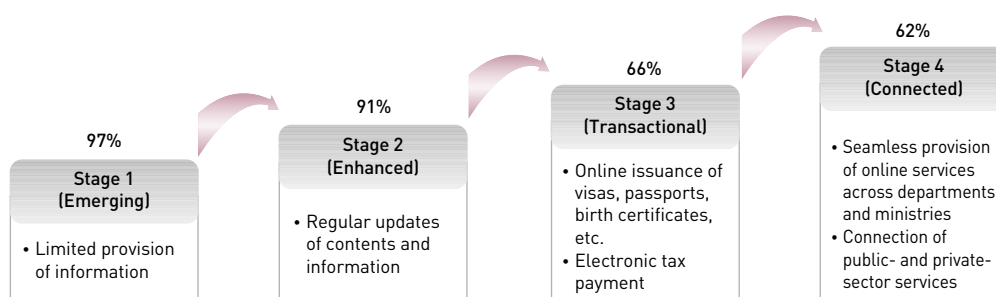 97%
Stage 1
(Emerging)
• Limited provision
of information
91%
Stage 2
(Enhanced)
• Regular updates
of contents and
information
66%
Stage 3
(Transactional)
• Online issuance of
visas, passports,
birth certificates,
etc.
• Electronic tax
payment
62%
Stage 4
(Connected)
• Seamless provision
of online services
across departments
and ministries
• Connection of
public- and private-
sector services